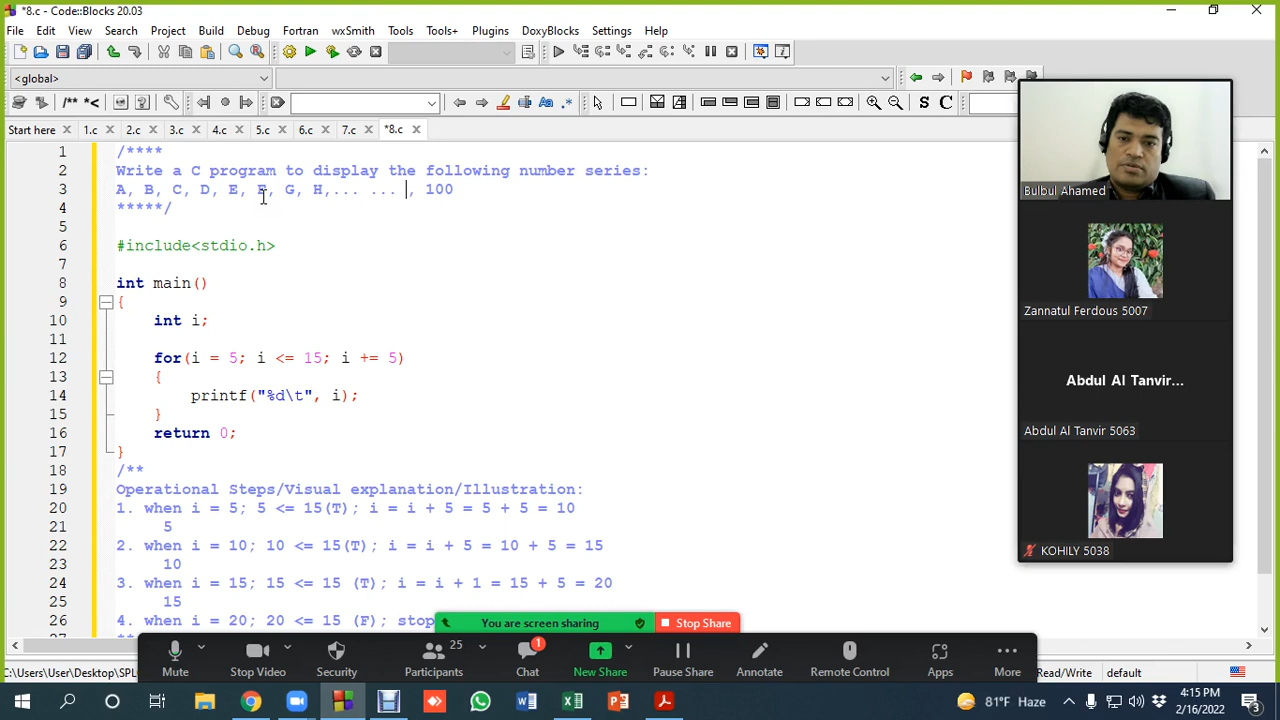 *8.c - Code::Blocks 20.03
File Edit View Search Project Build Debug Fortran wxSmith Tools Tools+ Plugins DoxyBlocks Settings Help
<global>
/** *<
S C
Start here 1.c 2.c 3.c 4.c 5.c 6.c 7.c *8.c
1 /****
2 Write a C program to display the following number series:
3 A, B, C, D, E, F, G, H,... ... , 100
4 *****/
5
6 #include<stdio.h>
7
8 int main()
9 {
10 int i;
11
12 for(i = 5; i <= 15; i += 5)
13 {
14 printf("%d\t", i);
15 }
16 return 0;
17 }
18 /**
19 Operational Steps/Visual explanation/Illustration:
20 1. when i = 5; 5 <= 15(T); i = i + 5 = 5 + 5 = 10
21 5
22 2. when i = 10; 10 <= 15(T); i = i + 5 = 10 + 5 = 15
23 10
24 3. when i = 15; 15 <= 15 (T); i = i + 1 = 15 + 5 = 20
25 15
26 4. when i = 20; 20 <= 15 (F); stop
27
Bulbul Ahamed
Zannatul Ferdous 5007
Abdul Al Tanvir...
Abdul Al Tanvir 5063
KOHILY 5038
You are screen sharing Stop Share
25 1
Mute Stop Video Security Participants Chat New Share Pause Share Annotate Remote Control Apps More
C:\Users\User\Desktop\SPL Read/Write default
81°F Haze
4:15 PM
2/16/2022
3